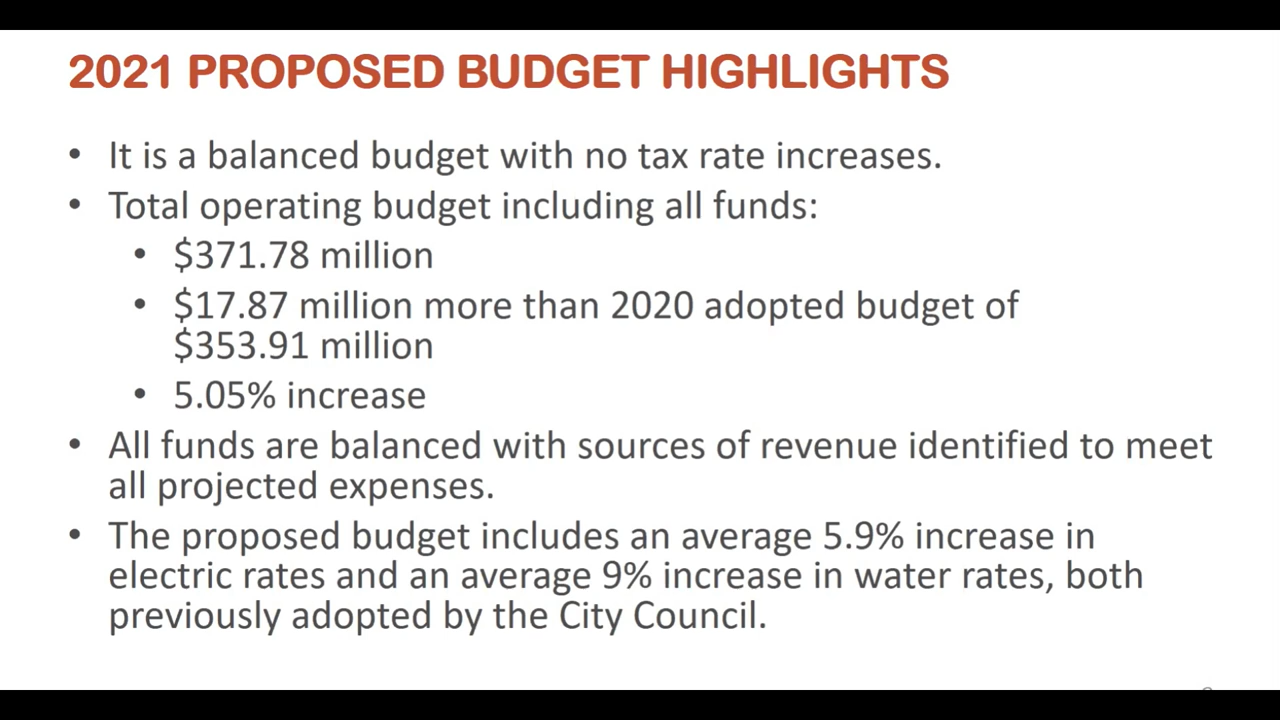 2021 PROPOSED BUDGET HIGHLIGHTS
• It is a balanced budget with no tax rate increases.
• Total operating budget including all funds:
• $371.78 million
• $17.87 million more than 2020 adopted budget of
$353.91 million
• 5.05% increase
• All funds are balanced with sources of revenue identified to meet
all projected expenses.
• The proposed budget includes an average 5.9% increase in
electric rates and an average 9% increase in water rates, both
previously adopted by the City Council.